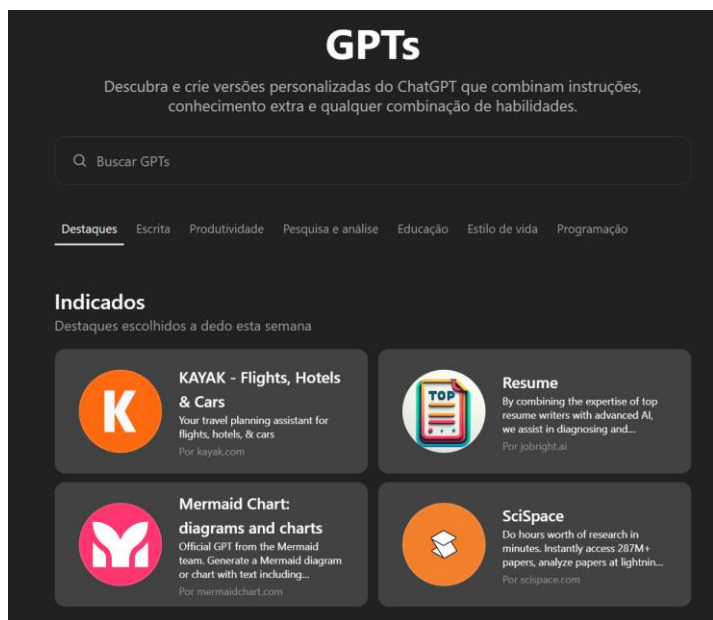 GPTs
Descubra e crie versões personalizadas do ChatGPT que combinam instruções,
conhecimento extra e qualquer combinação de habilidades.
Buscar GPTs
Destaques Escrita Produtividade Pesquisa e análise Educação Estilo de vida Programação
Indicados
Destaques escolhidos a dedo esta semana
K
KAYAK - Flights, Hotels
& Cars
Your travel planning assistant for
flights, hotels, & cars
Por kayak.com
TOP
Resume
By combining the expertise of top
resume writers with advanced AI,
we assist in diagnosing and...
Por jobright.ai
Mermaid Chart:
diagrams and charts
Official GPT from the Mermaid
team. Generate a Mermaid diagram
or chart with text including...
Por mermaidchart.com
SciSpace
Do hours worth of research in
minutes. Instantly access 287M+
papers, analyze papers at lightnin...
Por scispace.com